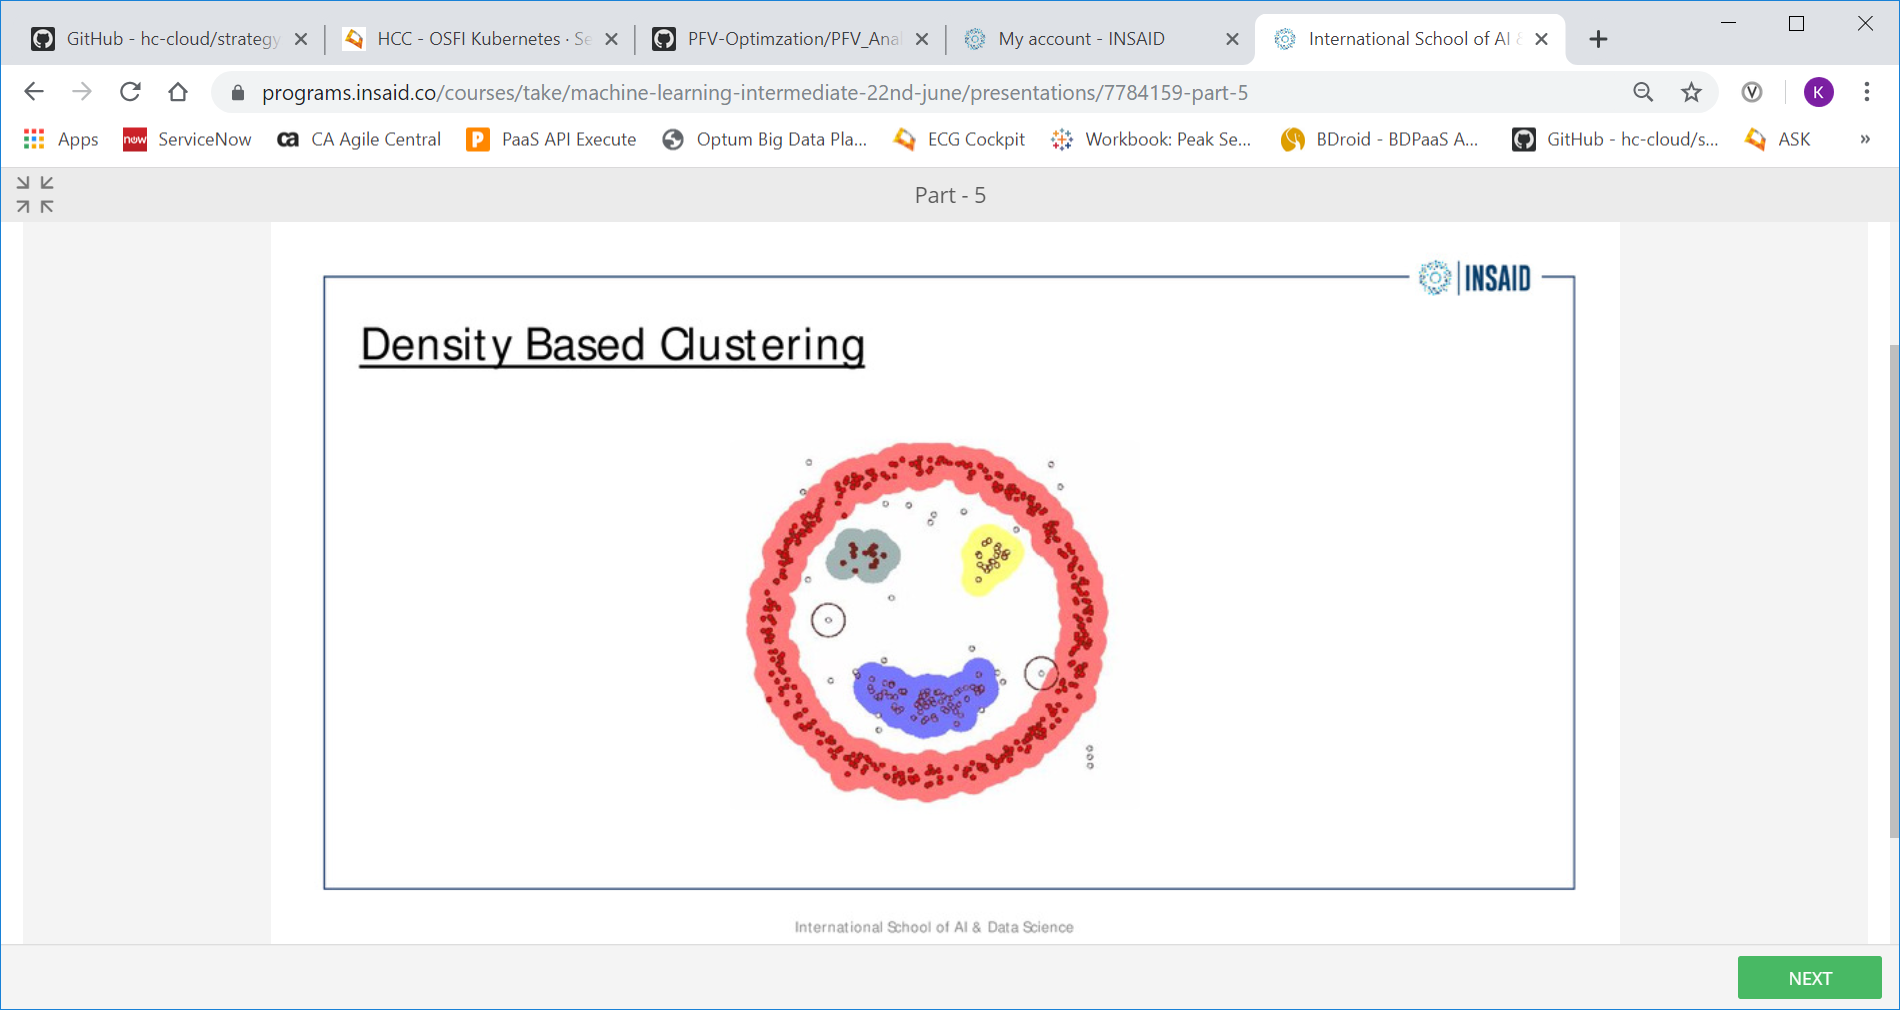 GitHub - hc-cloud/strategy
HCC - OSFI Kubernetes · Se
PFV-Optimzation/PFV_Anal
My account - INSAID
International School of AI &
programs.insaid.co/courses/take/machine-learning-intermediate-22nd-june/presentations/7784159-part-5
K
Apps
now
ServiceNow
ca
CA Agile Central
P
PaaS API Execute
Optum Big Data Pla...
ECG Cockpit
Workbook: Peak Se...
BDroid - BDPaaS A...
GitHub - hc-cloud/s...
ASK
»
Part - 5
INSAID
Density Based Clustering
International School of AI & Data Science
NEXT